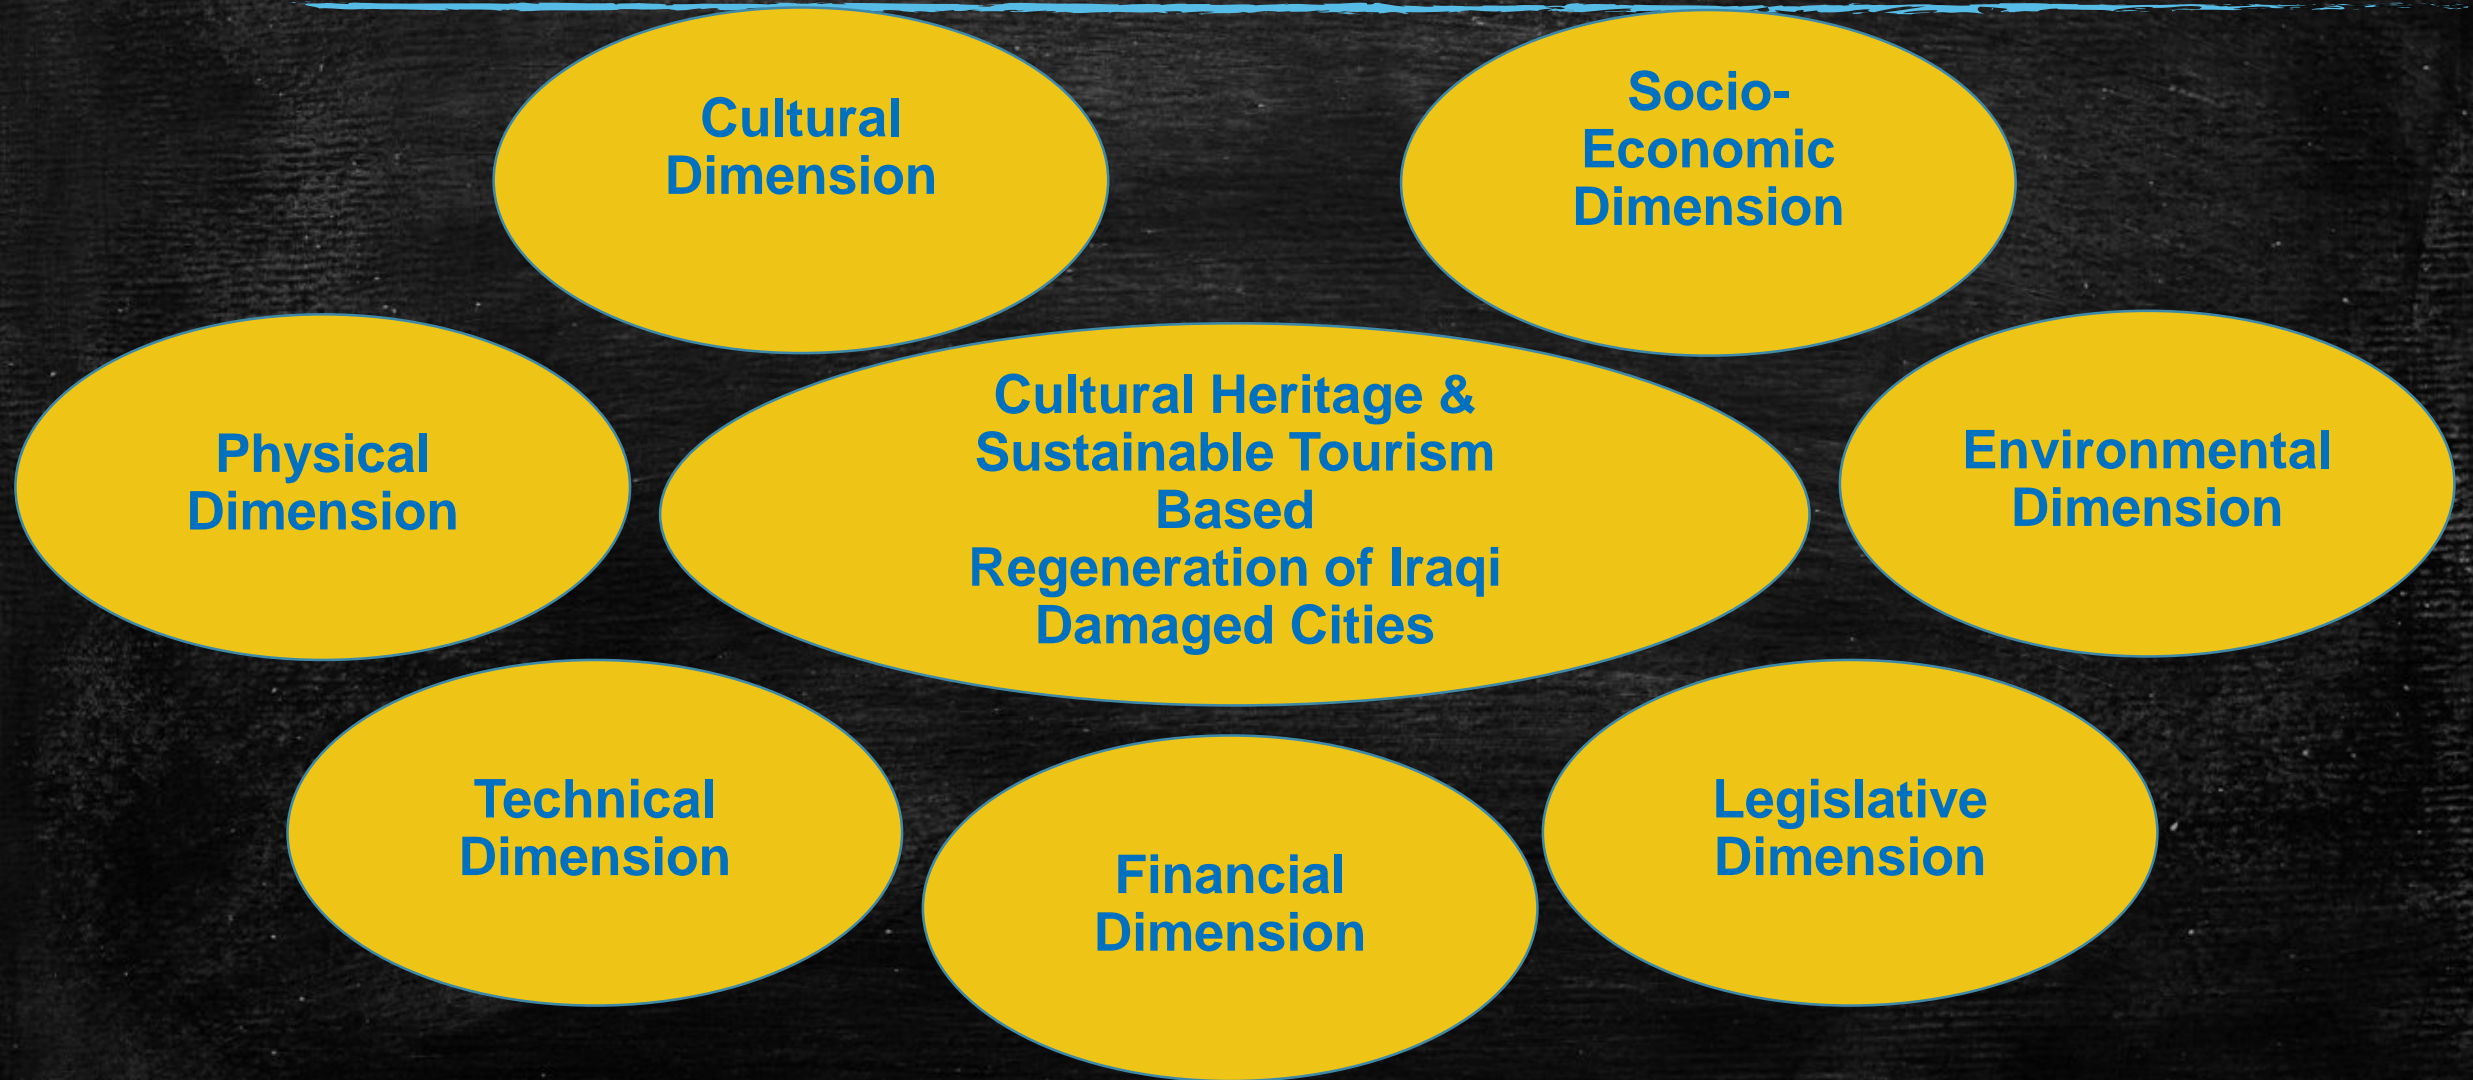 Cultural
Dimension
Socio-
Economic
Dimension
Physical
Dimension
Cultural Heritage &
Sustainable Tourism
Based
Regeneration of Iraqi
Damaged Cities
Environmental
Dimension
Technical
Dimension
Financial
Dimension
Legislative
Dimension